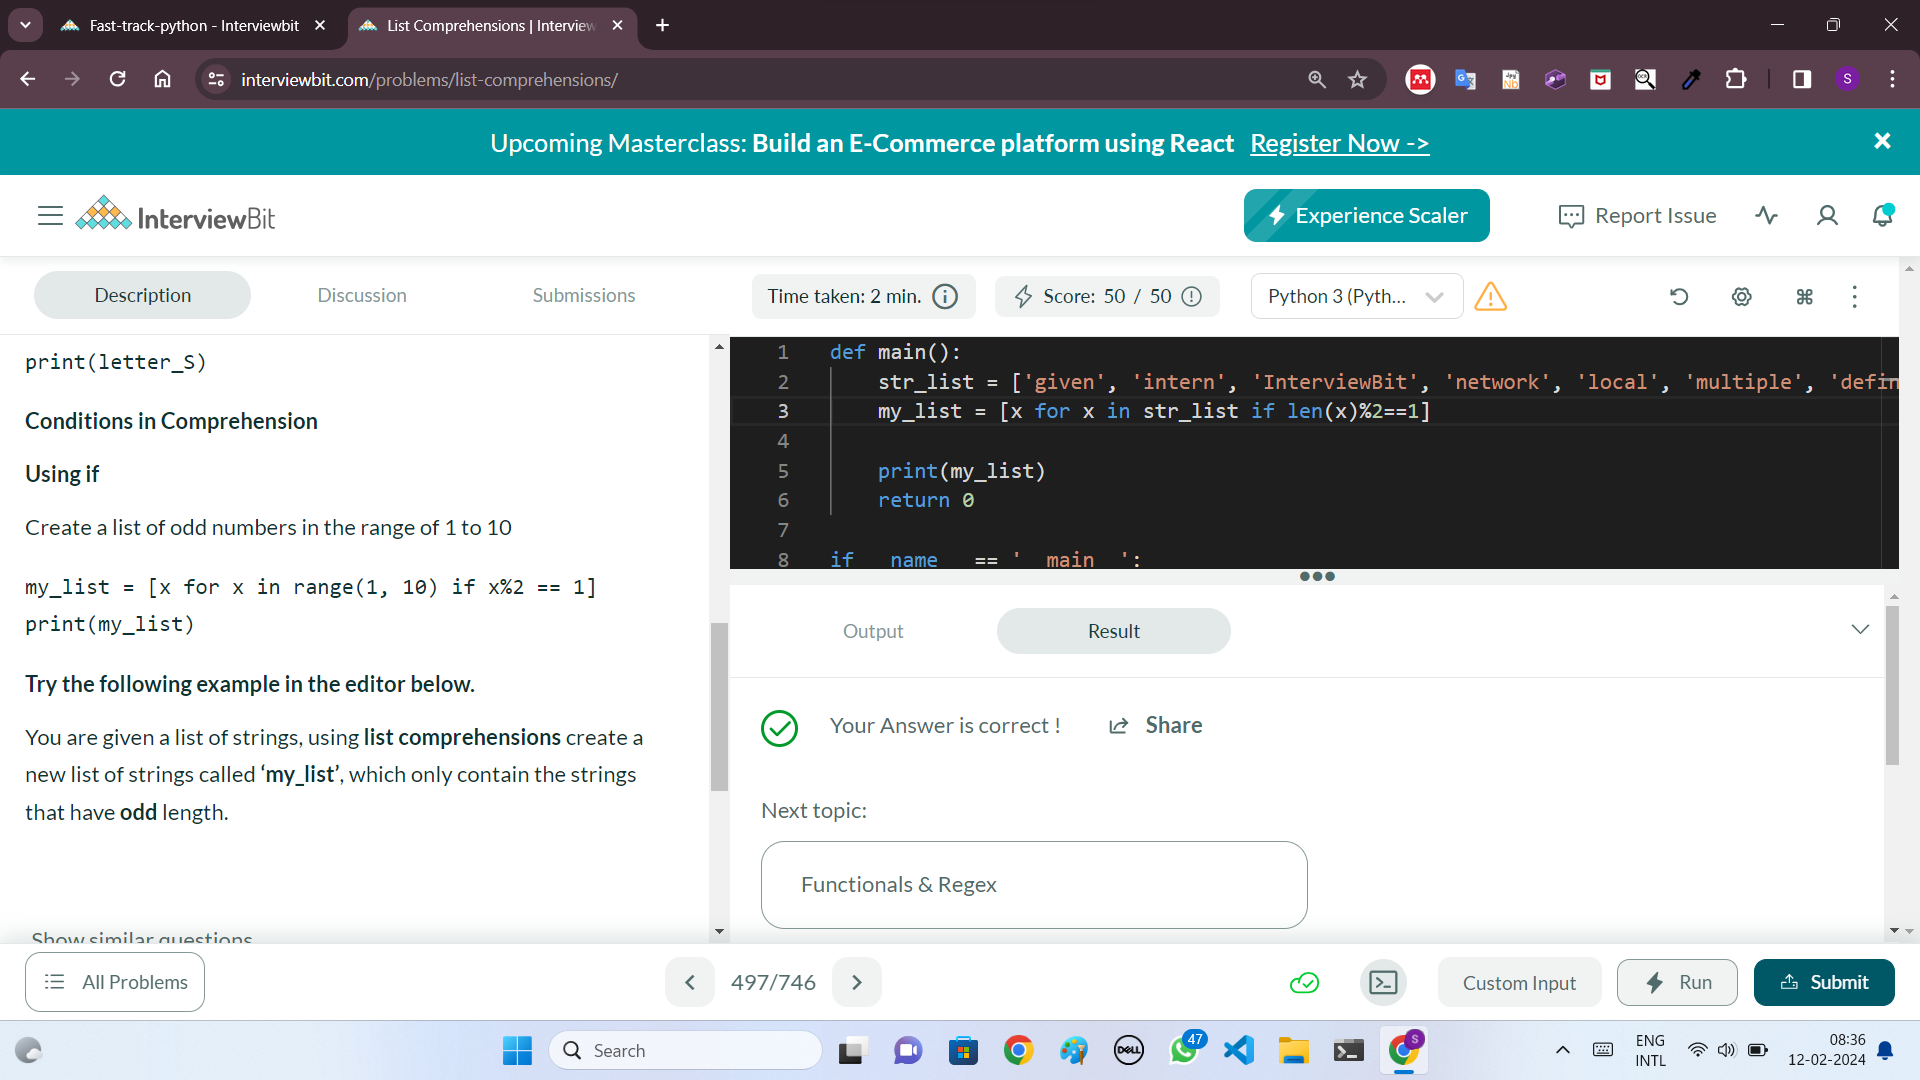 Fast-track-python - Interviewbit
List Comprehensions | Interview
interviewbit.com/problems/list-comprehensions/
S
Upcoming Masterclass: Build an E-Commerce platform using React Register Now ->
InterviewBit
Experience Scaler
Report Issue
Description
Discussion
Submissions
Time taken: 2 min.
Score: 50 / 50
Python 3 (Pyth...
print(letter_S)
Conditions in Comprehension
Using if
Create a list of odd numbers in the range of 1 to 10
my_list = [x for x in range(1, 10) if x%2 == 1]
print(my_list)
Try the following example in the editor below.
You are given a list of strings, using list comprehensions create a
new list of strings called ‘my_list’, which only contain the strings
that have odd length.
Show similar questions
1 def main():
2 str_list = ['given', 'intern', 'InterviewBit', 'network', 'local', 'multiple', 'defin
3 my_list = [x for x in str_list if len(x)%2==1]
4
5 print(my_list)
6 return 0
7
8 if __name__ == '__main__':
Output
Result
Your Answer is correct !
Share
Next topic:
Functionals & Regex
All Problems
497/746
Custom Input
Run
Submit
Search
DELL
47
S
ENG
INTL
08:36
12-02-2024